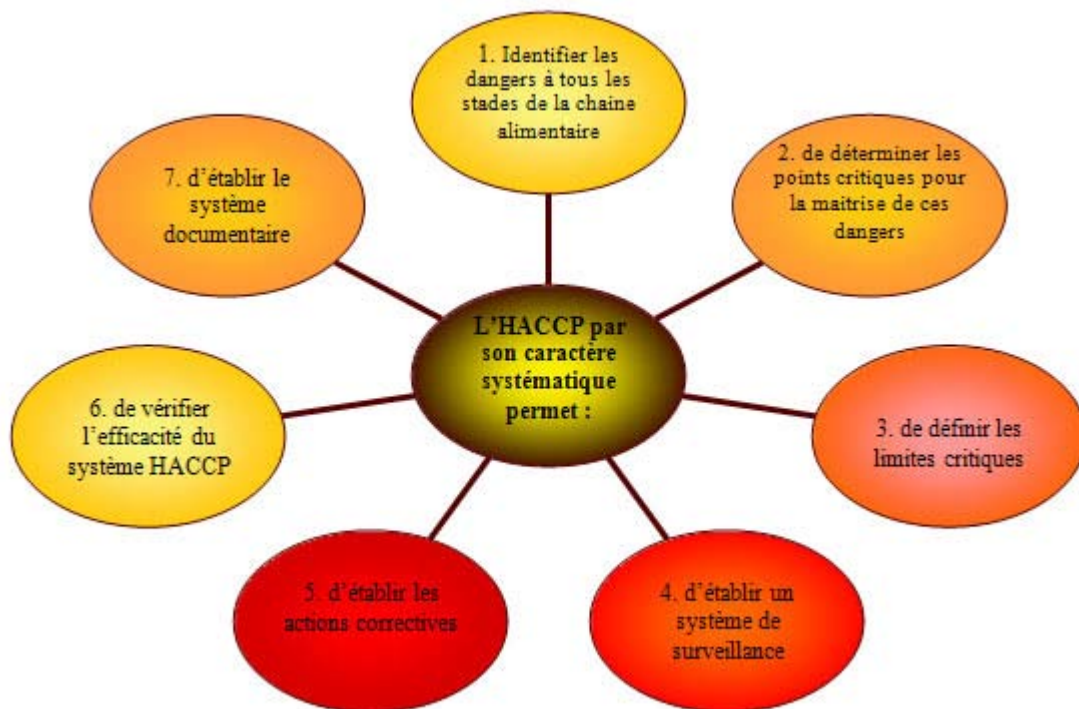 1. Identifier les
dangers à tous les
stades de la chaine
alimentaire
2. de déterminer les
points critiques pour
la maitrise de ces
dangers
3. de définir les
limites critiques
4. d’établir un
système de
surveillance
5. d’établir les
actions correctives
6. de vérifier
l’efficacité du
système HACCP
7. d’établir le
système
documentaire
L’HACCP par
son caractère
systématique
permet :